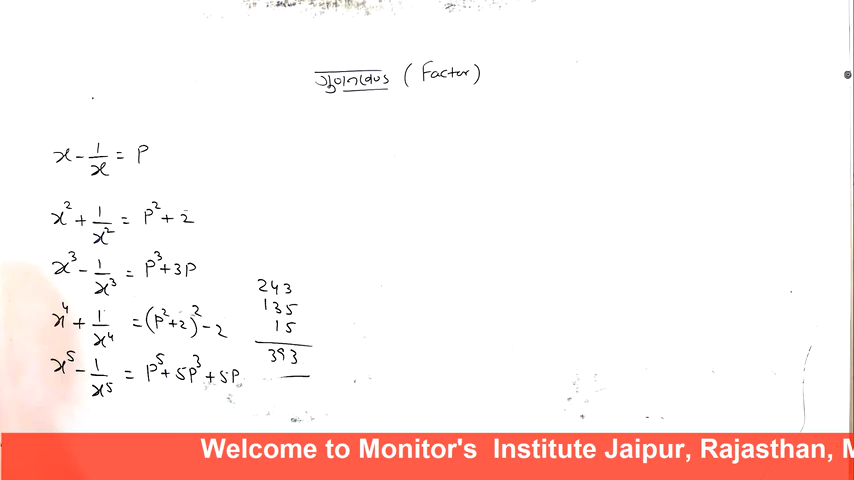 गुणनखण्ड (Factor)
x - 1/x = P
x² + 1/x² = P² + 2
x³ - 1/x³ = P³ + 3P
x⁴ + 1/x⁴ = (P² + 2)² - 2
x⁵ - 1/x⁵ = P⁵ + 5P³ + 5P
243
135
15
393
Welcome to Monitor's Institute Jaipur, Rajasthan, M